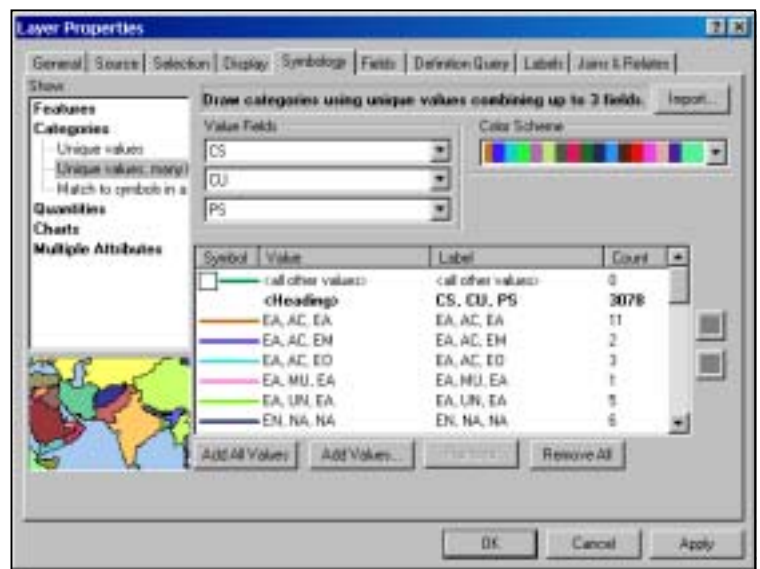 Layer Properties
General Source Selection Display Symbology Fields Definition Query Labels Joins & Relates
Show:
Features
Categories
Unique values
Unique values, many
Match to symbols in a
Quantities
Charts
Multiple Attributes
Draw categories using unique values combining up to 3 fields.
Import...
Value Fields
CS
CU
PS
Color Scheme
Symbol Value Label Count
<all other values> <all other values> 0
<Heading> CS, CU, PS 3078
EA, AC, EA EA, AC, EA 11
EA, AC, EM EA, AC, EM 2
EA, AC, EO EA, AC, EO 3
EA, MU, EA EA, MU, EA 1
EA, UN, EA EA, UN, EA 5
EN, NA, NA EN, NA, NA 6
Add All Values Add Values... Remove All
OK Cancel Apply